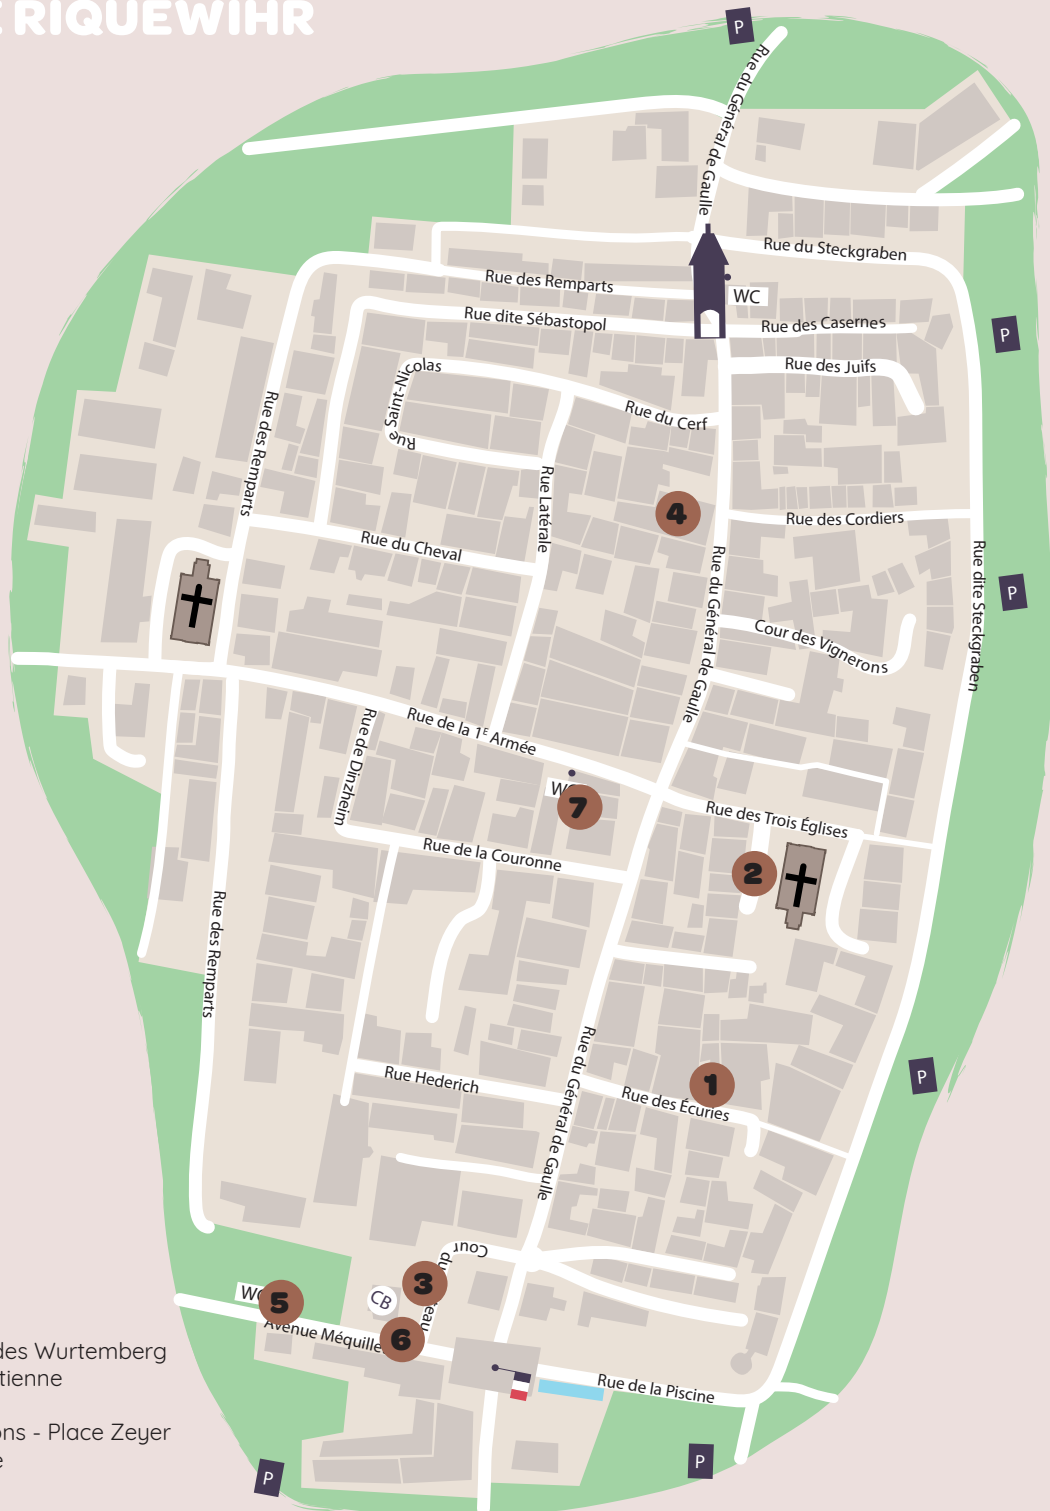 E RIQUEWIHR
P
Rue du Général de Gaulle
Rue du Steckgraben
Rue des Remparts
WC
Rue dite Sébastopol
Rue des Casernes
P
Rue des Juifs
Rue Saint-Nicolas
Rue du Cerf
Rue des Remparts
Rue Latérale
4
Rue des Cordiers
Rue du Cheval
Rue du Général de Gaulle
Rue dite Steckgraben
P
Cour des Vignerons
Rue de la 1E Armée
Rue de Dinzheim
WC
7
Rue des Trois Églises
Rue de la Couronne
2
Rue des Remparts
Rue du Général de Gaulle
P
Rue Hederich
1
Rue des Écuries
Cour du
teau
3
WC
5
CB
6
Avenue Méquille
Rue de la Piscine
des Wurtemberg
tienne
ons - Place Zeyer
e
P
P